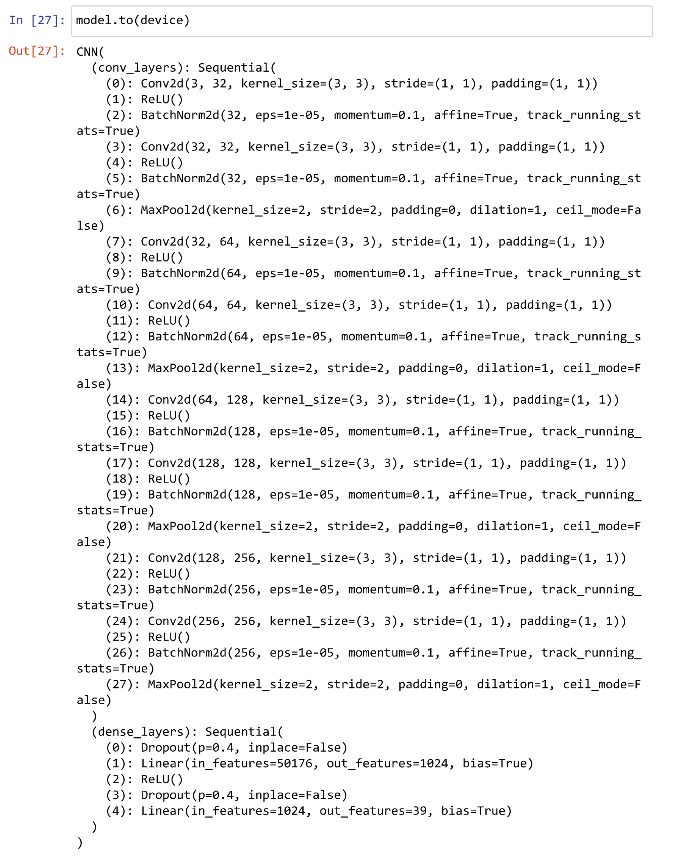 In [27]: model.to(device)
Out[27]: CNN(
(conv_layers): Sequential(
(0): Conv2d(3, 32, kernel_size=(3, 3), stride=(1, 1), padding=(1, 1))
(1): ReLU()
(2): BatchNorm2d(32, eps=1e-05, momentum=0.1, affine=True, track_running_st
ats=True)
(3): Conv2d(32, 32, kernel_size=(3, 3), stride=(1, 1), padding=(1, 1))
(4): ReLU()
(5): BatchNorm2d(32, eps=1e-05, momentum=0.1, affine=True, track_running_st
ats=True)
(6): MaxPool2d(kernel_size=2, stride=2, padding=0, dilation=1, ceil_mode=Fa
lse)
(7): Conv2d(32, 64, kernel_size=(3, 3), stride=(1, 1), padding=(1, 1))
(8): ReLU()
(9): BatchNorm2d(64, eps=1e-05, momentum=0.1, affine=True, track_running_st
ats=True)
(10): Conv2d(64, 64, kernel_size=(3, 3), stride=(1, 1), padding=(1, 1))
(11): ReLU()
(12): BatchNorm2d(64, eps=1e-05, momentum=0.1, affine=True, track_running_s
tats=True)
(13): MaxPool2d(kernel_size=2, stride=2, padding=0, dilation=1, ceil_mode=F
alse)
(14): Conv2d(64, 128, kernel_size=(3, 3), stride=(1, 1), padding=(1, 1))
(15): ReLU()
(16): BatchNorm2d(128, eps=1e-05, momentum=0.1, affine=True, track_running_
stats=True)
(17): Conv2d(128, 128, kernel_size=(3, 3), stride=(1, 1), padding=(1, 1))
(18): ReLU()
(19): BatchNorm2d(128, eps=1e-05, momentum=0.1, affine=True, track_running_
stats=True)
(20): MaxPool2d(kernel_size=2, stride=2, padding=0, dilation=1, ceil_mode=F
alse)
(21): Conv2d(128, 256, kernel_size=(3, 3), stride=(1, 1), padding=(1, 1))
(22): ReLU()
(23): BatchNorm2d(256, eps=1e-05, momentum=0.1, affine=True, track_running_
stats=True)
(24): Conv2d(256, 256, kernel_size=(3, 3), stride=(1, 1), padding=(1, 1))
(25): ReLU()
(26): BatchNorm2d(256, eps=1e-05, momentum=0.1, affine=True, track_running_
stats=True)
(27): MaxPool2d(kernel_size=2, stride=2, padding=0, dilation=1, ceil_mode=F
alse)
)
(dense_layers): Sequential(
(0): Dropout(p=0.4, inplace=False)
(1): Linear(in_features=50176, out_features=1024, bias=True)
(2): ReLU()
(3): Dropout(p=0.4, inplace=False)
(4): Linear(in_features=1024, out_features=39, bias=True)
)
)